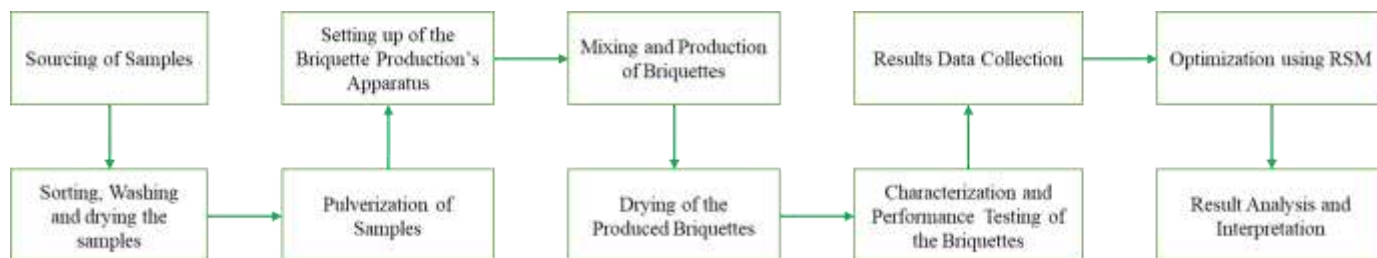 Sourcing of Samples
Setting up of the
Briquette Production's
Apparatus
Mixing and Production
of Briquettes
Results Data Collection
Optimization using RSM
Sorting, Washing
and drying the
samples
Pulverization of
Samples
Drying of the
Produced Briquettes
Characterization and
Performance Testing of
the Briquettes
Result Analysis and
Interpretation